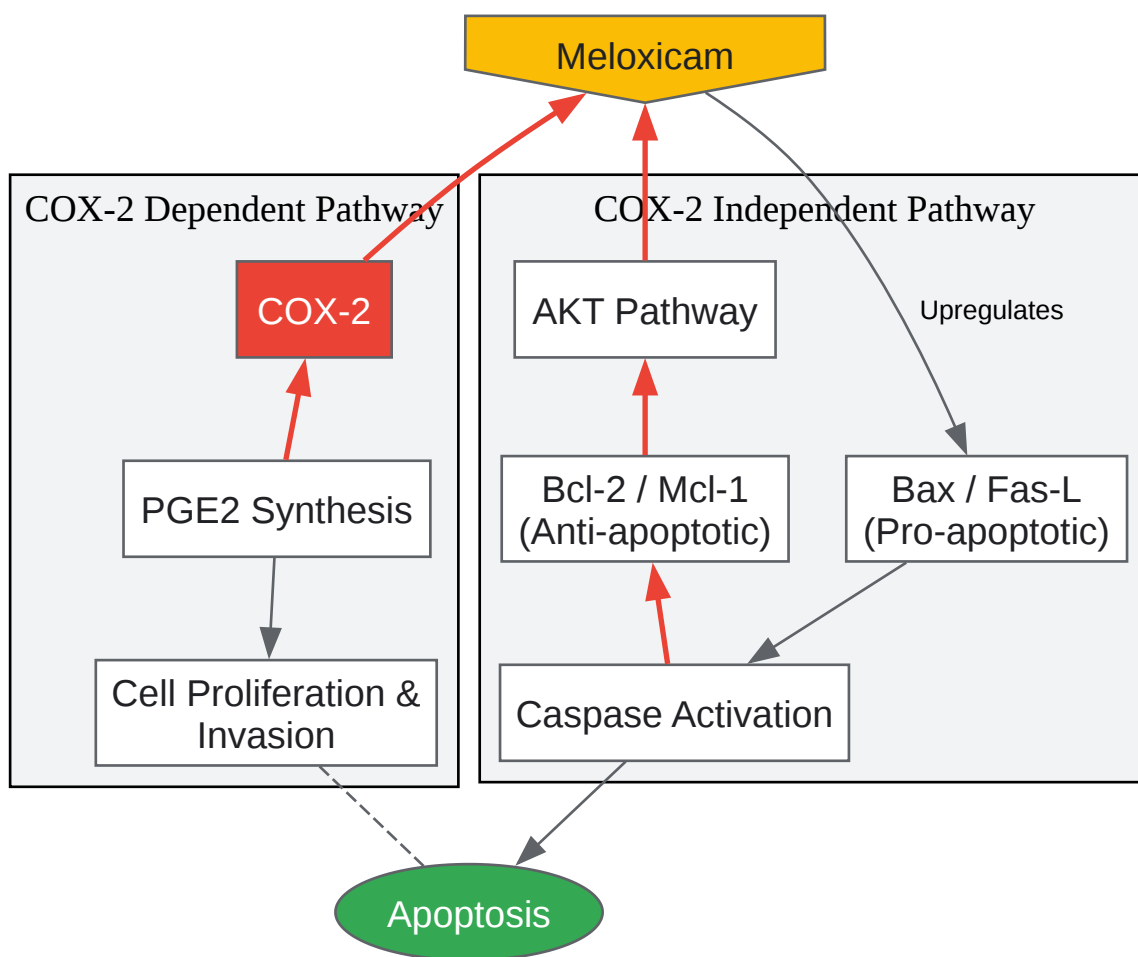 Meloxicam
COX-2 Dependent Pathway
COX-2
PGE2 Synthesis
Cell Proliferation &
Invasion
COX-2 Independent Pathway
AKT Pathway
Upregulates
Bcl-2 / Mcl-1
(Anti-apoptotic)
Bax / Fas-L
(Pro-apoptotic)
Caspase Activation
Apoptosis